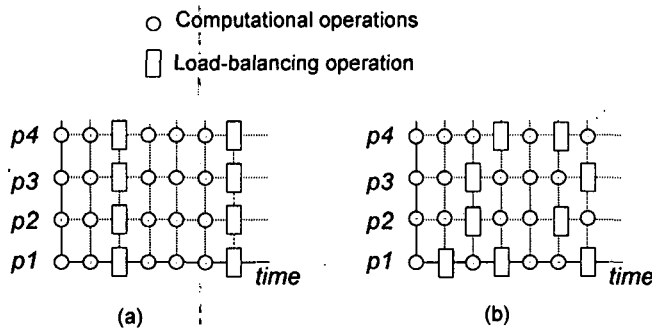 Computational operations
Load-balancing operation
p4
p3
p2
p1
time
(a)
p4
p3
p2
p1
time
(b)